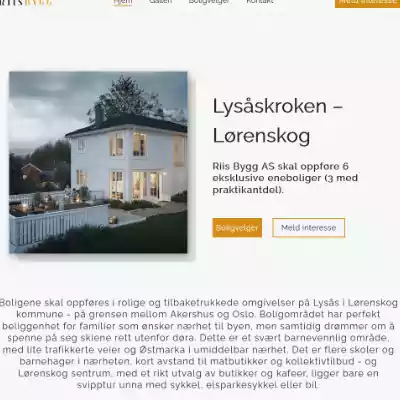 RIISBYGG
Hjem Galleri Boligvelger Kontakt Meld interesse
Lysåskroken –
Lørenskog
Riis Bygg AS skal oppføre 6
eksklusive eneboliger (3 med
praktikantdel).
Boligvelger Meld interesse
Boligene skal oppføres i rolige og tilbaketrukkede omgivelser på Lysås i Lørenskog
kommune - på grensen mellom Akershus og Oslo. Boligområdet har perfekt
beliggenhet for familier som ønsker nærhet til byen, men samtidig drømmer om å
spenne på seg skiene rett utenfor døra. Dette er et svært barnevennlig område,
med lite trafikkerte veier og Østmarka i umiddelbar nærhet. Det er flere skoler og
barnehager i nærheten, kort avstand til matbutikker og kollektivtilbud - og
Lørenskog sentrum, med et rikt utvalg av butikker og kafeer, ligger bare en
svipptur unna med sykkel, elsparkesykkel eller bil.